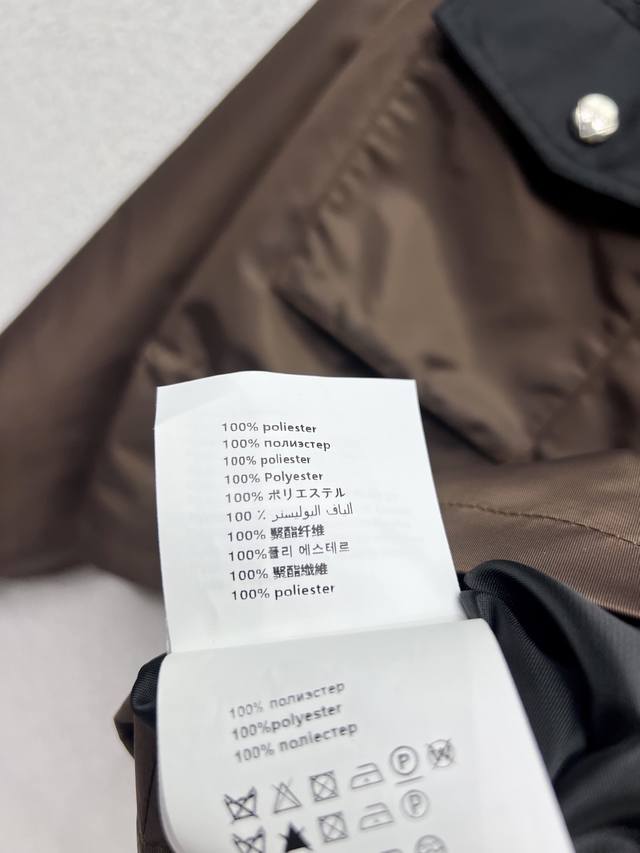 100% poliester
100% полиэстер
100% poliester
100% Polyester
100% ポリエステル
100 ٪ ألياف البوليستر
100% 聚酯纤维
100%폴리 에스테르
100% 聚酯纖維
100% poliester
100% полиэстер
100%polyester
100% поліестер